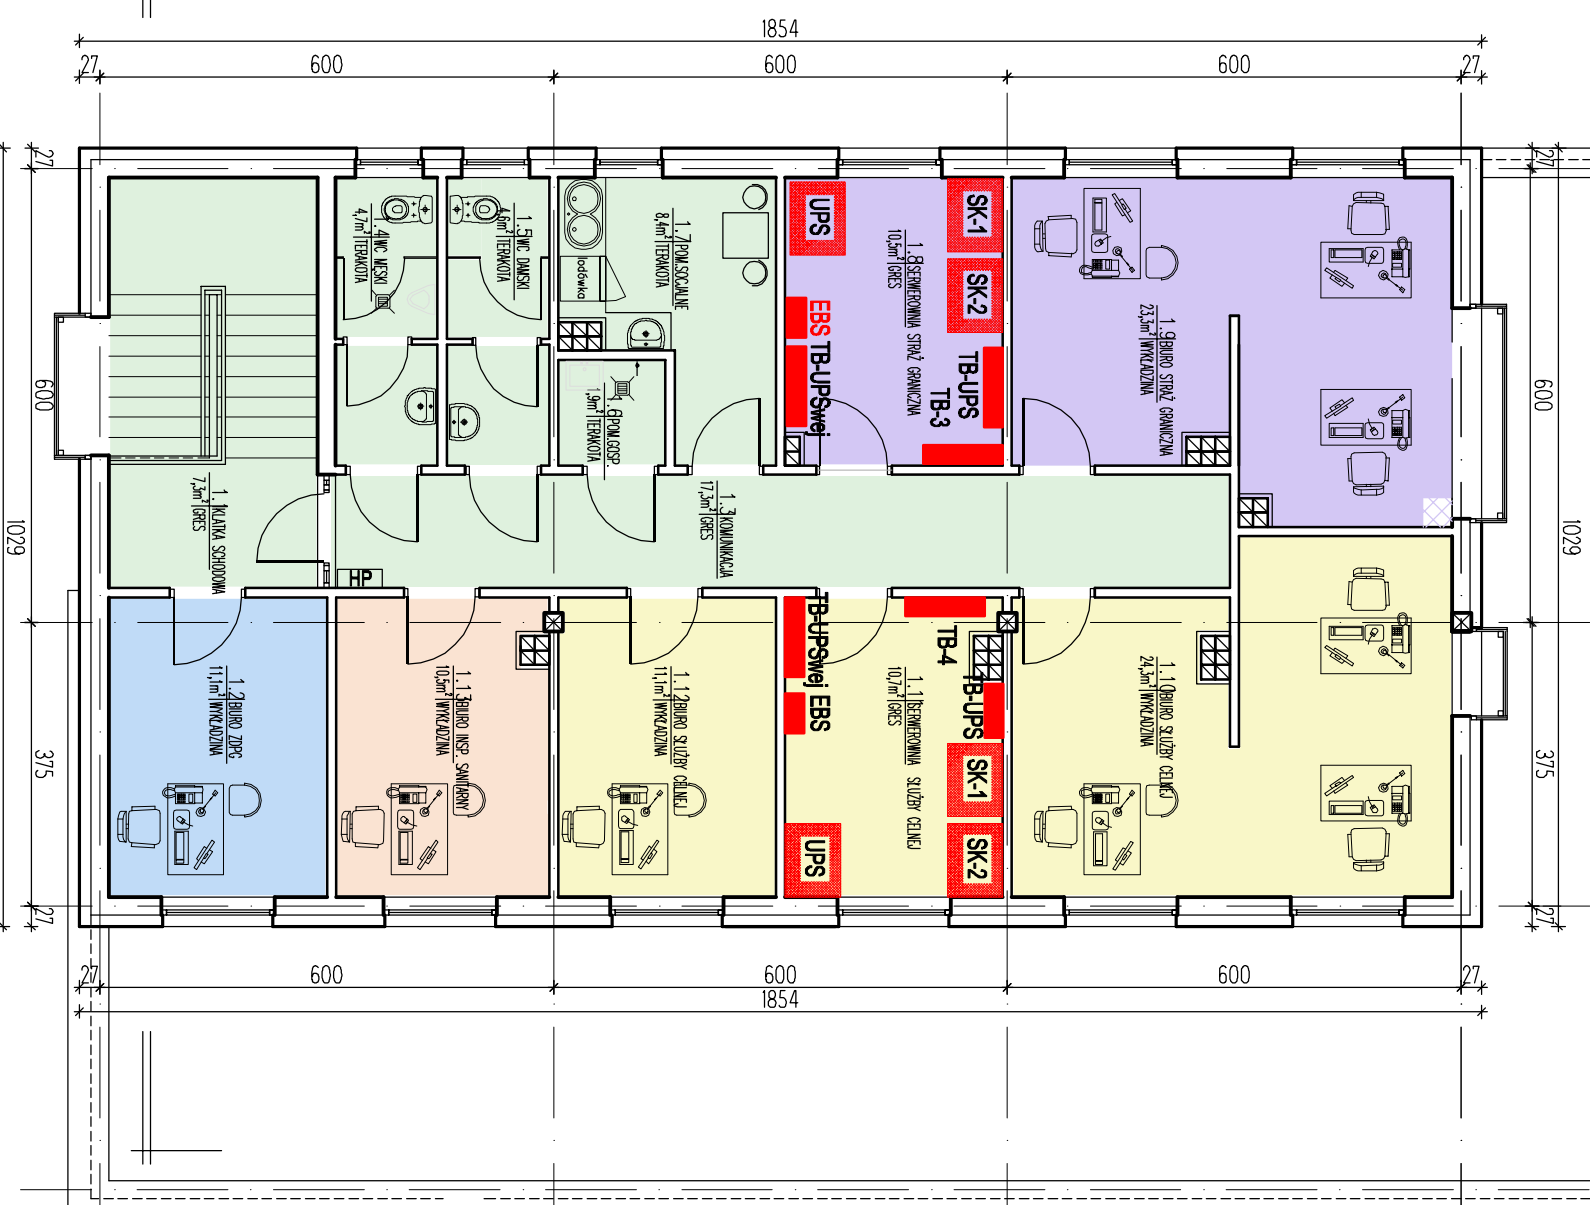 1854
27
600
600
600
27
27
600
1029
375
27
27
600
1029
375
27
1.4 WC MĘSKI
4,7m² TERAKOTA
1.5 WC DAMSKI
4,6m² TERAKOTA
lodówka
1.7 POM.SOCJALNE
8,4m² TERAKOTA
1.6 POM.GOSP.
1,9m² TERAKOTA
UPS
EBS
TB-UPSwej
1.8 SERWEROWNIA STRAŻ GRANICZNA
10,5m² GRES
SK-1
SK-2
TB-UPS
TB-3
1.9 BIURO STRAŻ GRANICZNA
23,3m² WYKŁADZINA
1.1 KLATKA SCHODOWA
7,3m² GRES
HP
1.3 KOMUNIKACJA
17,3m² GRES
1.2 BIURO ZDPG
11,1m² WYKŁADZINA
1.13 BIURO INSP. SANITARNY
10,5m² WYKŁADZINA
1.12 BIURO SŁUŻBY CELNEJ
11,1m² WYKŁADZINA
TB-UPSwej
EBS
UPS
1.11 SERWEROWNIA SŁUŻBY CELNEJ
10,7m² GRES
TB-4
TB-UPS
SK-1
SK-2
1.10 BIURO SŁUŻBY CELNEJ
24,3m² WYKŁADZINA
27
600
600
600
27
1854